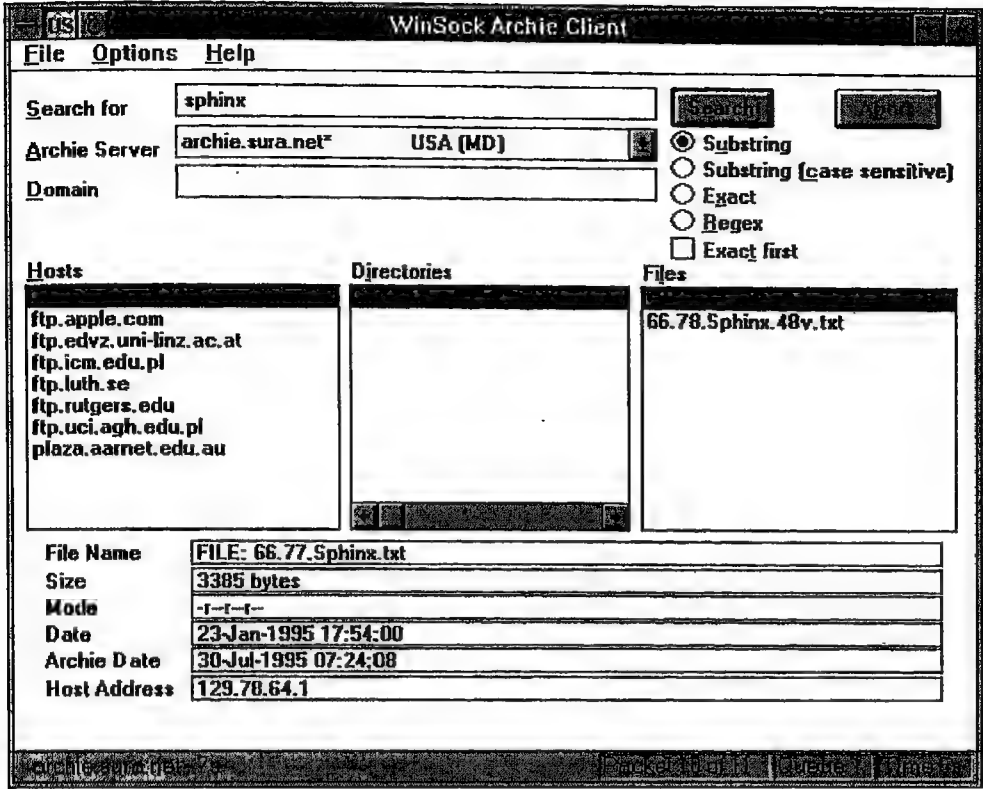 WinSock Archie Client
File Options Help
Search for sphinx
Search
Archie Server archie.sura.net* USA (MD)
Substring
Substring (case sensitive)
Domain
Exact
Regex
Exact first
Hosts Directories Files
ftp.apple.com
ftp.edvz.uni-linz.ac.at
ftp.icm.edu.pl
ftp.luth.se
ftp.rutgers.edu
ftp.uci.agh.edu.pl
plaza.aarnet.edu.au
66.78.Sphinx.48v.txt
File Name FILE: 66.77.Sphinx.txt
Size 3385 bytes
Mode -r--r--r--
Date 23-Jan-1995 17:54:00
Archie Date 30-Jul-1995 07:24:08
Host Address 129.78.64.1
Packet 10 of 11